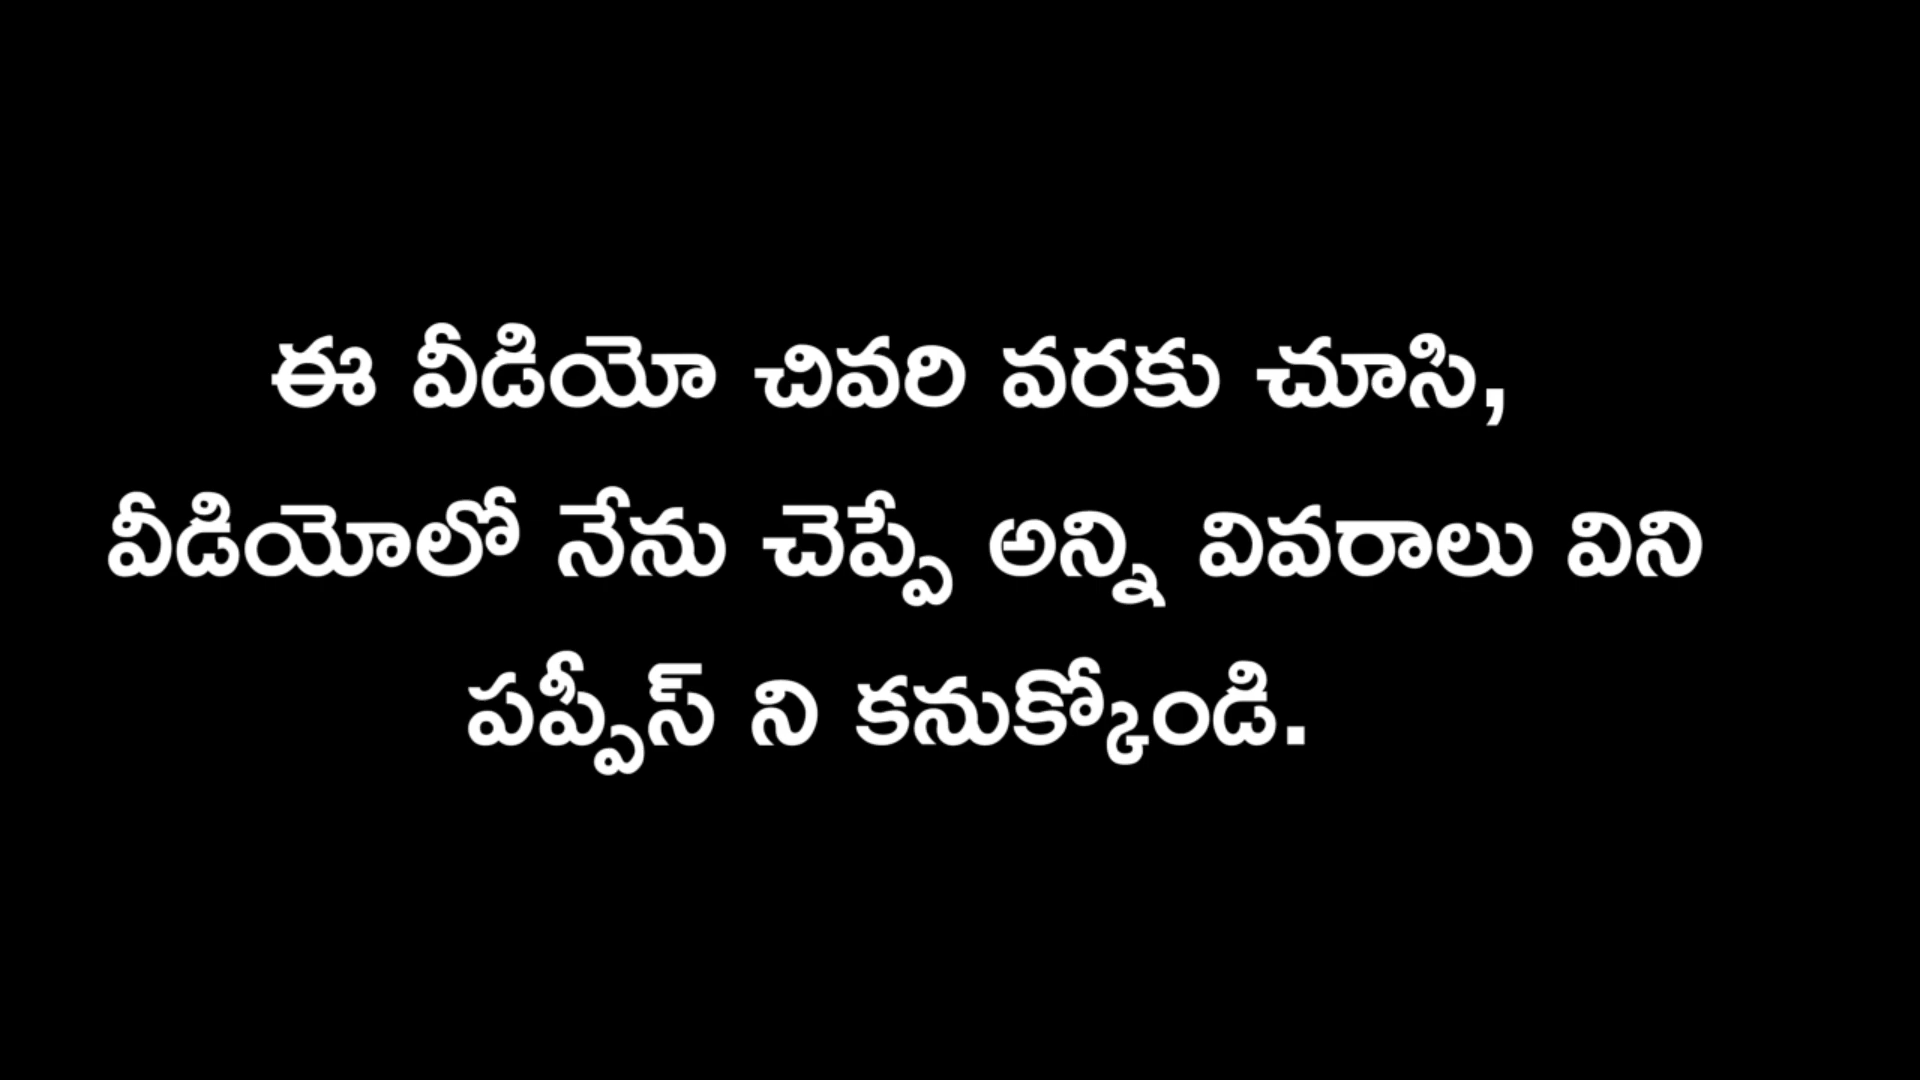 ఈ వీడియో చివరి వరకు చూసి,
వీడియోలో నేను చెప్పే అన్ని వివరాలు విని
పప్పీస్ ని కనుక్కోండి.